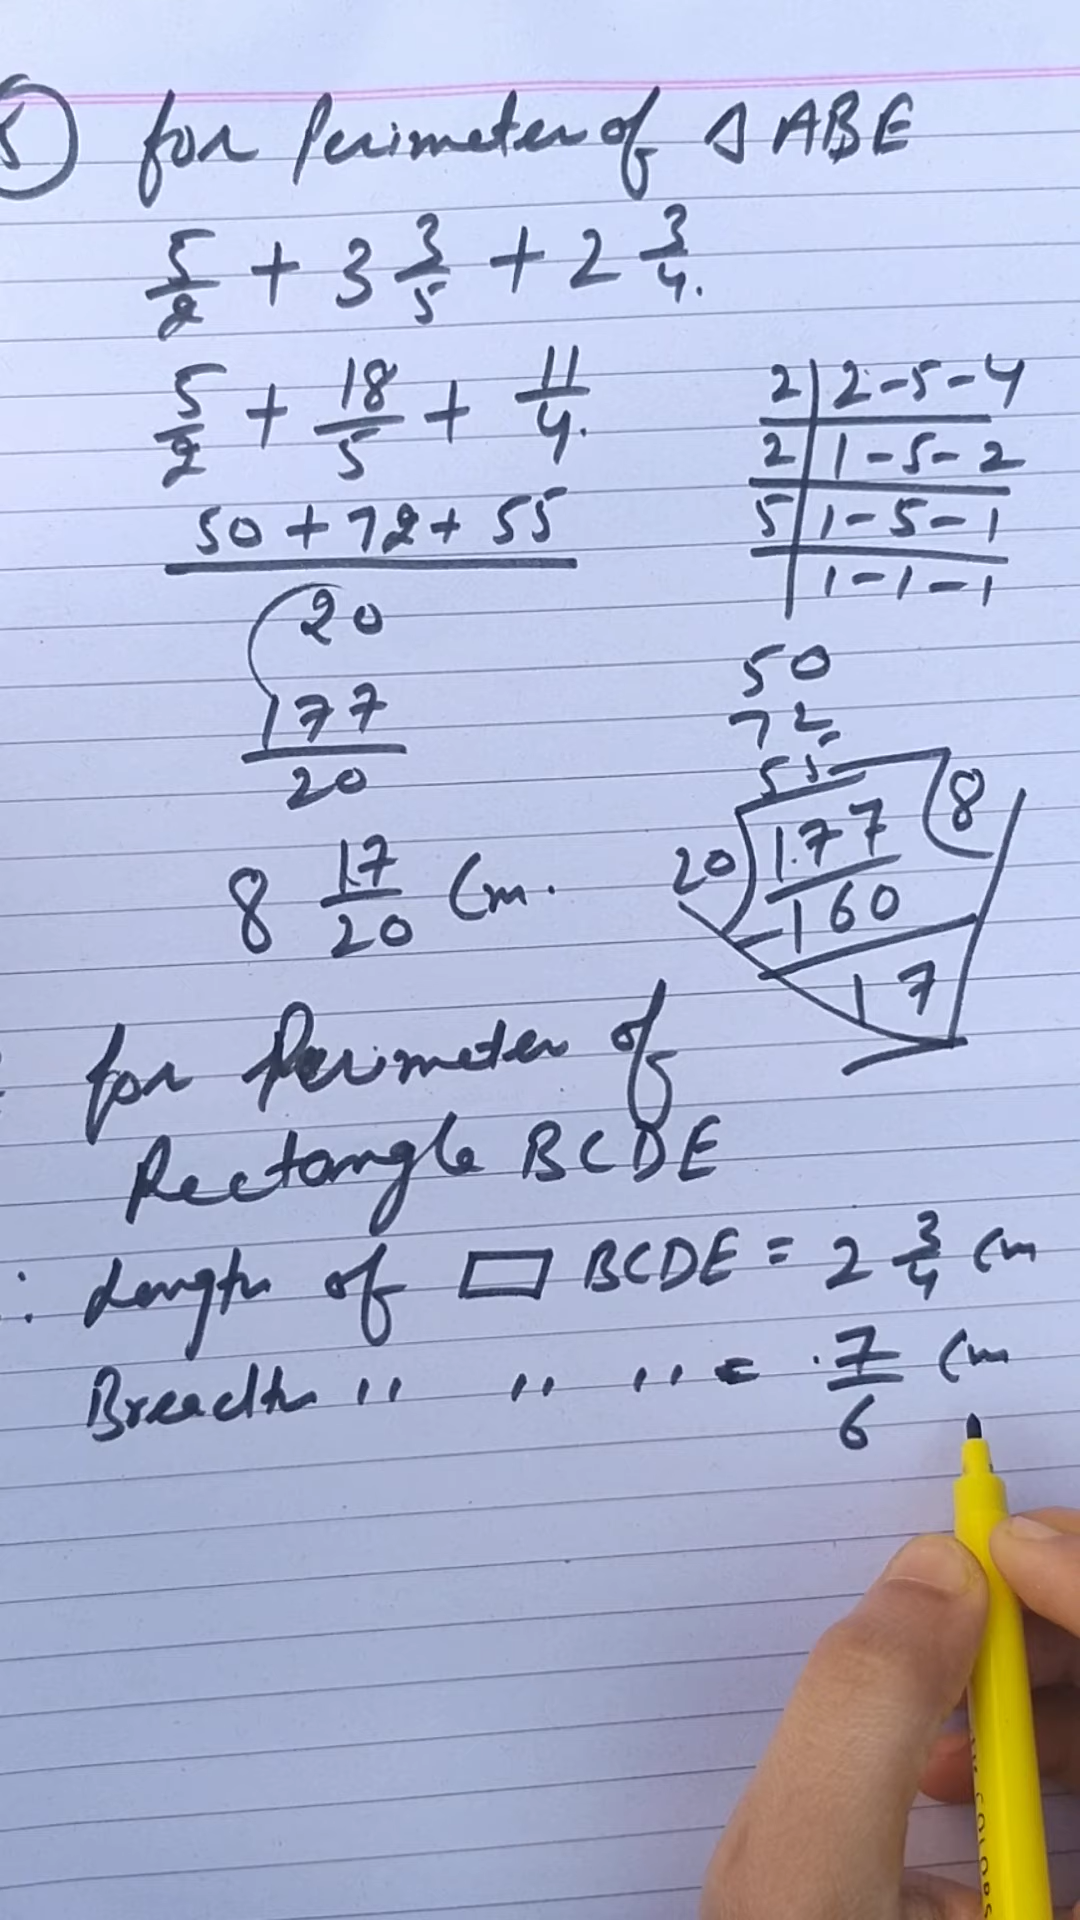 5) for Perimeter of △ ABE
5/2 + 3 3/5 + 2 3/4.
5/2 + 18/5 + 11/4.
50 + 72 + 55
20
177
20
8 17/20 Cm.
2 | 2 - 5 - 4
2 | 1 - 5 - 2
5 | 1 - 5 - 1
| 1 - 1 - 1
50
72
55
20) 177 (8
- 160
17
for Perimeter of
Rectangle BCDE
∴ Length of ▭ BCDE = 2 3/4 Cm
Breadth " " " = 7/6 Cm
COLORS